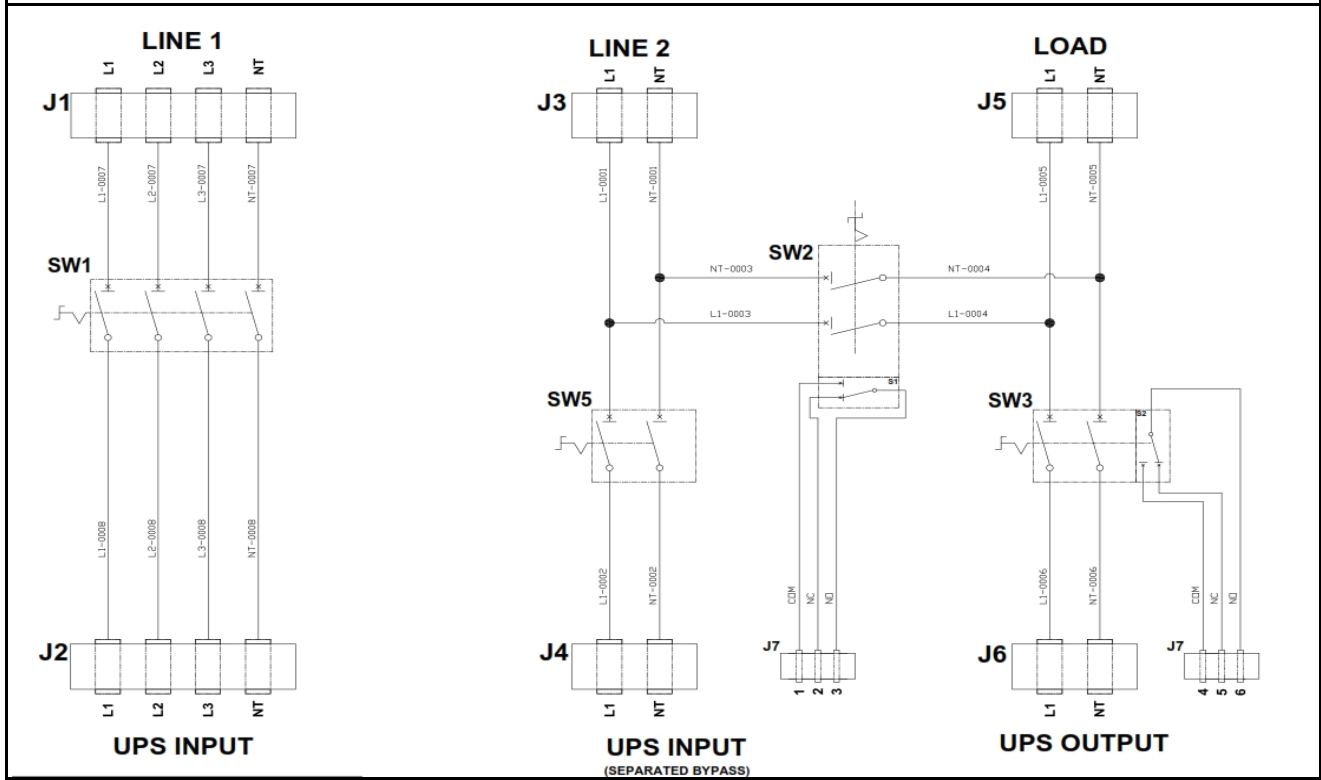 LINE 1
LINE 2
LOAD
L1 L2 L3 NT
L1 NT
L1 NT
J1
J3
J5
L1-0007 L2-0007 L3-0007 NT-0007
L1-0001 NT-0001
L1-0005 NT-0005
SW1
SW2
NT-0003
NT-0004
L1-0003
L1-0004
S1
SW5
SW3
S2
L1-0008 L2-0008 L3-0008 NT-0008
L1-0002 NT-0002
COM NC NO
L1-0006 NT-0006
COM NC NO
J2
J4
J7
J6
J7
L1 L2 L3 NT
L1 NT
1 2 3
L1 NT
4 5 6
UPS INPUT
UPS INPUT
(SEPARATED BYPASS)
UPS OUTPUT